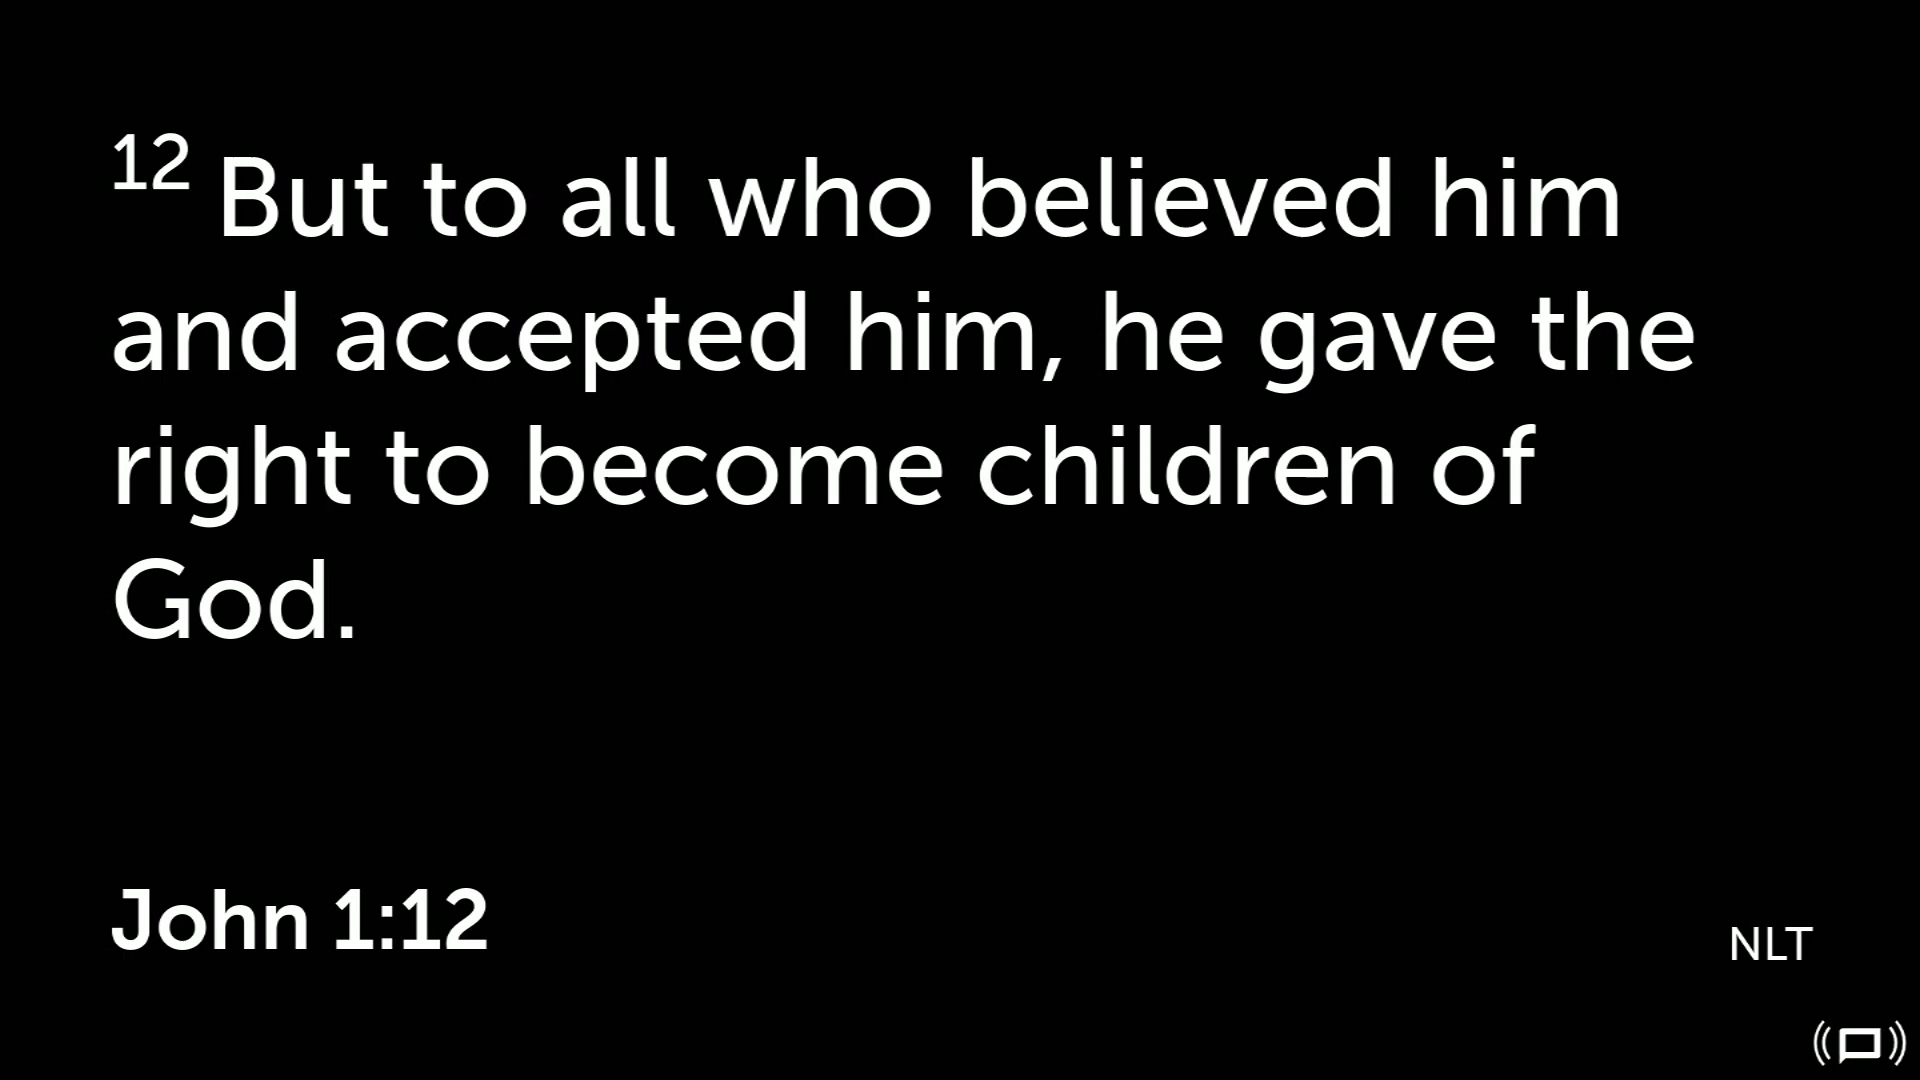 12 But to all who believed him
and accepted him, he gave the
right to become children of
God.
John 1:12
NLT